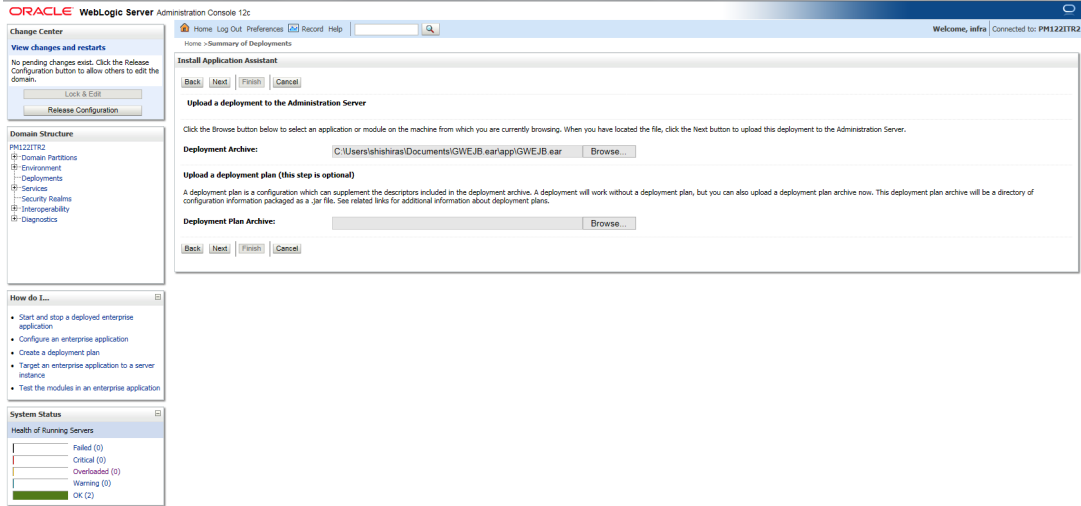 ORACLE WebLogic Server Administration Console 12c
Change Center
View changes and restarts
No pending changes exist. Click the Release
Configuration button to allow others to edit the
domain.
Lock & Edit
Release Configuration
Domain Structure
PM122ITR2
Domain Partitions
Environment
Deployments
Services
Security Realms
Interoperability
Diagnostics
How do I...
Start and stop a deployed enterprise
application
Configure an enterprise application
Create a deployment plan
Target an enterprise application to a server
instance
Test the modules in an enterprise application
System Status
Health of Running Servers
Failed (0)
Critical (0)
Overloaded (0)
Warning (0)
OK (2)
Home Log Out Preferences Record Help
Welcome, infra Connected to: PM122ITR2
Home >Summary of Deployments
Install Application Assistant
Back Next Finish Cancel
Upload a deployment to the Administration Server
Click the Browse button below to select an application or module on the machine from which you are currently browsing. When you have located the file, click the Next button to upload this deployment to the Administration Server.
Deployment Archive: C:\Users\shishiras\Documents\GWEJB.ear\app\GWEJB.ear Browse...
Upload a deployment plan (this step is optional)
A deployment plan is a configuration which can supplement the descriptors included in the deployment archive. A deployment will work without a deployment plan, but you can also upload a deployment plan archive now. This deployment plan archive will be a directory of
configuration information packaged as a .jar file. See related links for additional information about deployment plans.
Deployment Plan Archive: Browse...
Back Next Finish Cancel